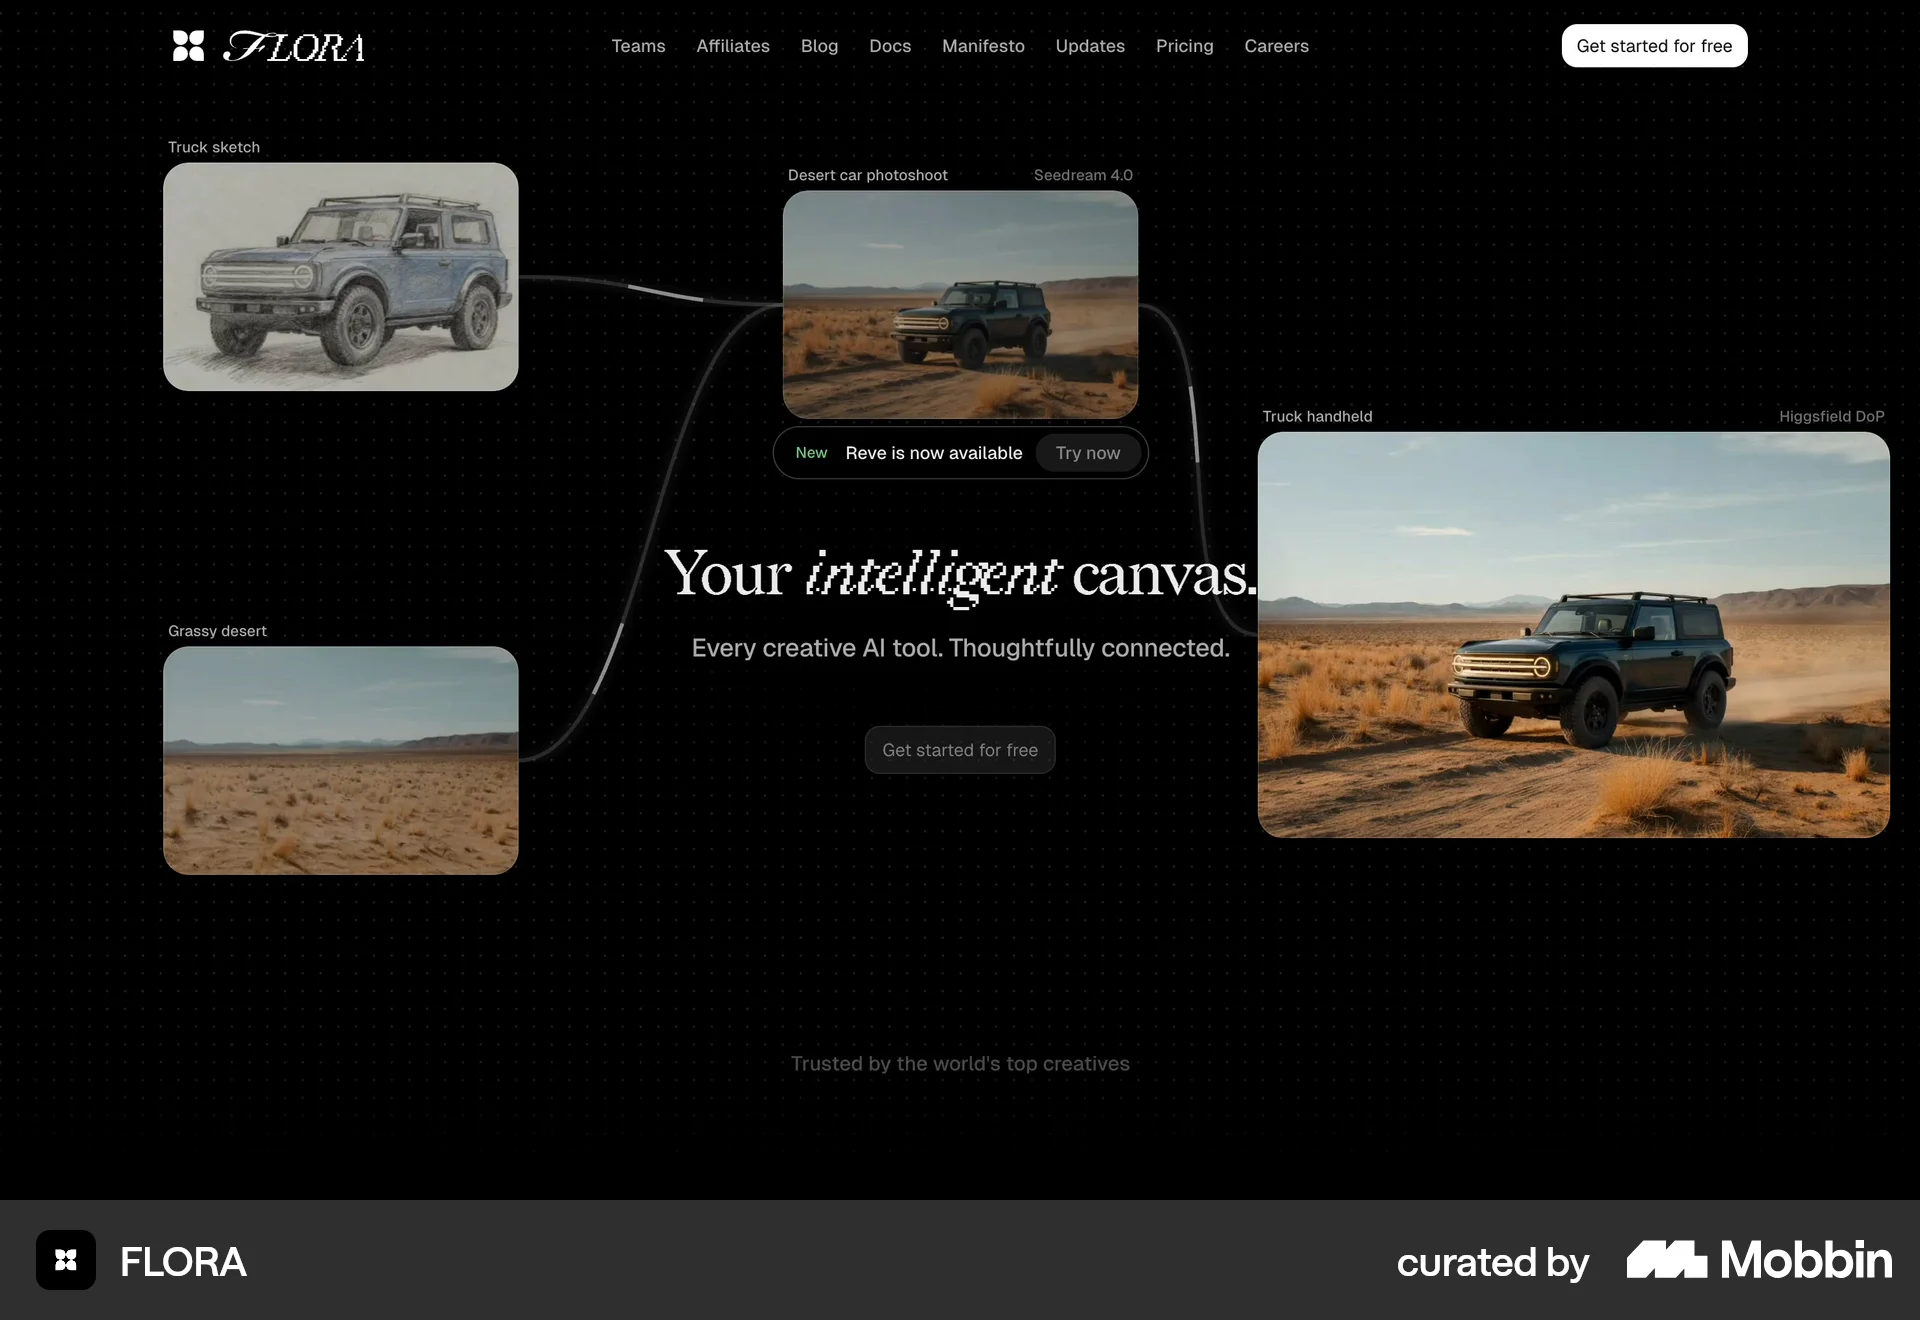 FLORA
Teams Affiliates Blog Docs Manifesto Updates Pricing Careers
Get started for free
Truck sketch
Desert car photoshoot Seedream 4.0
New Reve is now available Try now
Truck handheld Higgsfield DoP
Your intelligent canvas.
Every creative AI tool. Thoughtfully connected.
Grassy desert
Get started for free
Trusted by the world's top creatives
FLORA
curated by Mobbin